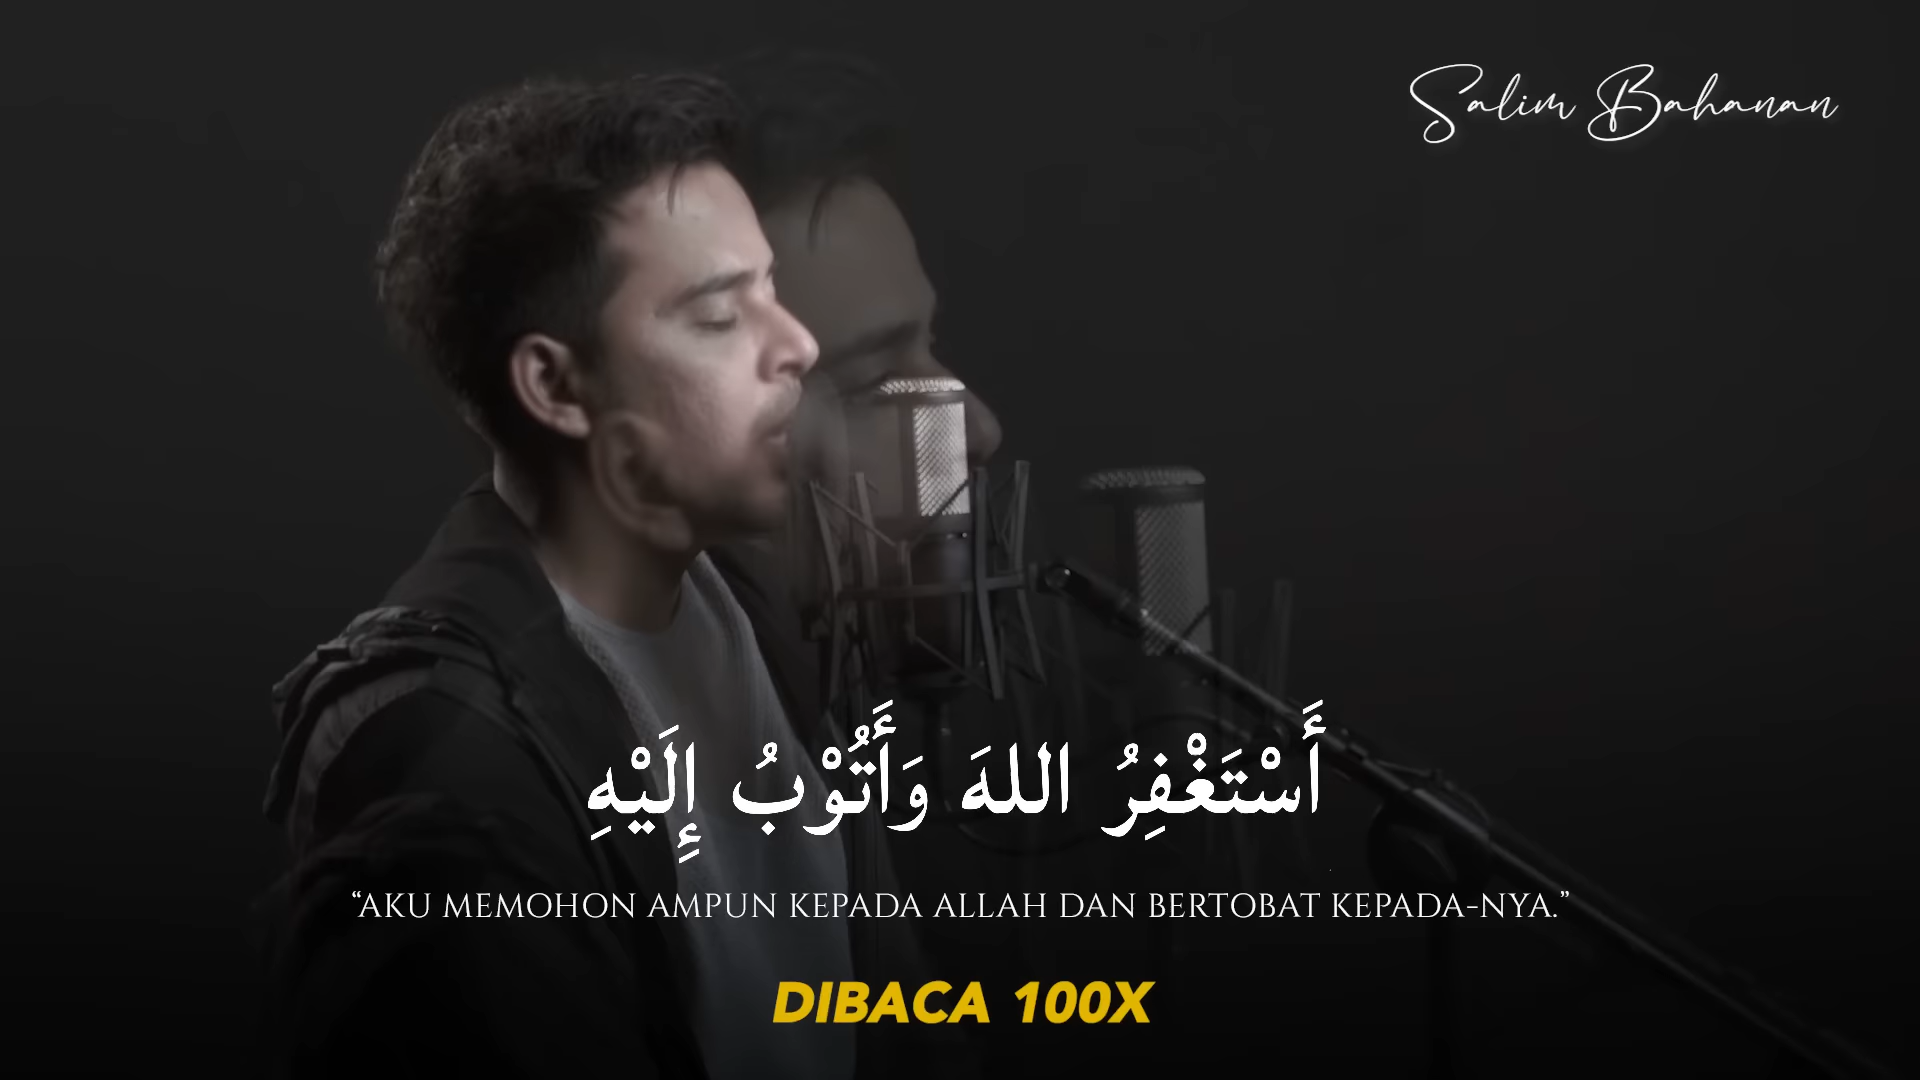 Salim Bahanan
أَسْتَغْفِرُ اللهَ وَأَتُوْبُ إِلَيْهِ
“AKU MEMOHON AMPUN KEPADA ALLAH DAN BERTOBAT KEPADA-NYA.”
DIBACA 100X